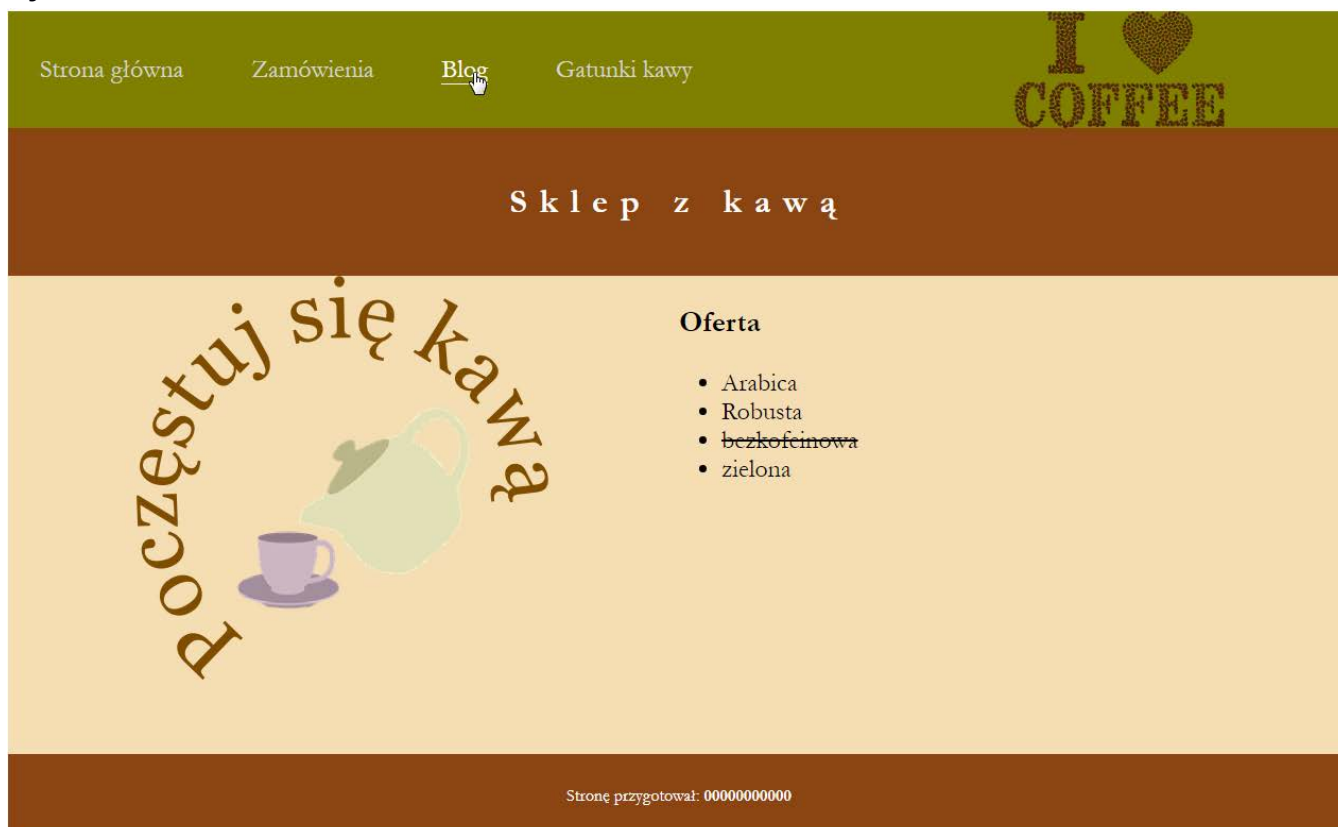 Strona główna Zamówienia Blog Gatunki kawy
I
COFFEE
Sklep z kawą
Poczęstuj się kawą
Oferta
Arabica
Robusta
bezkofeinowa
zielona
Stronę przygotował: 00000000000